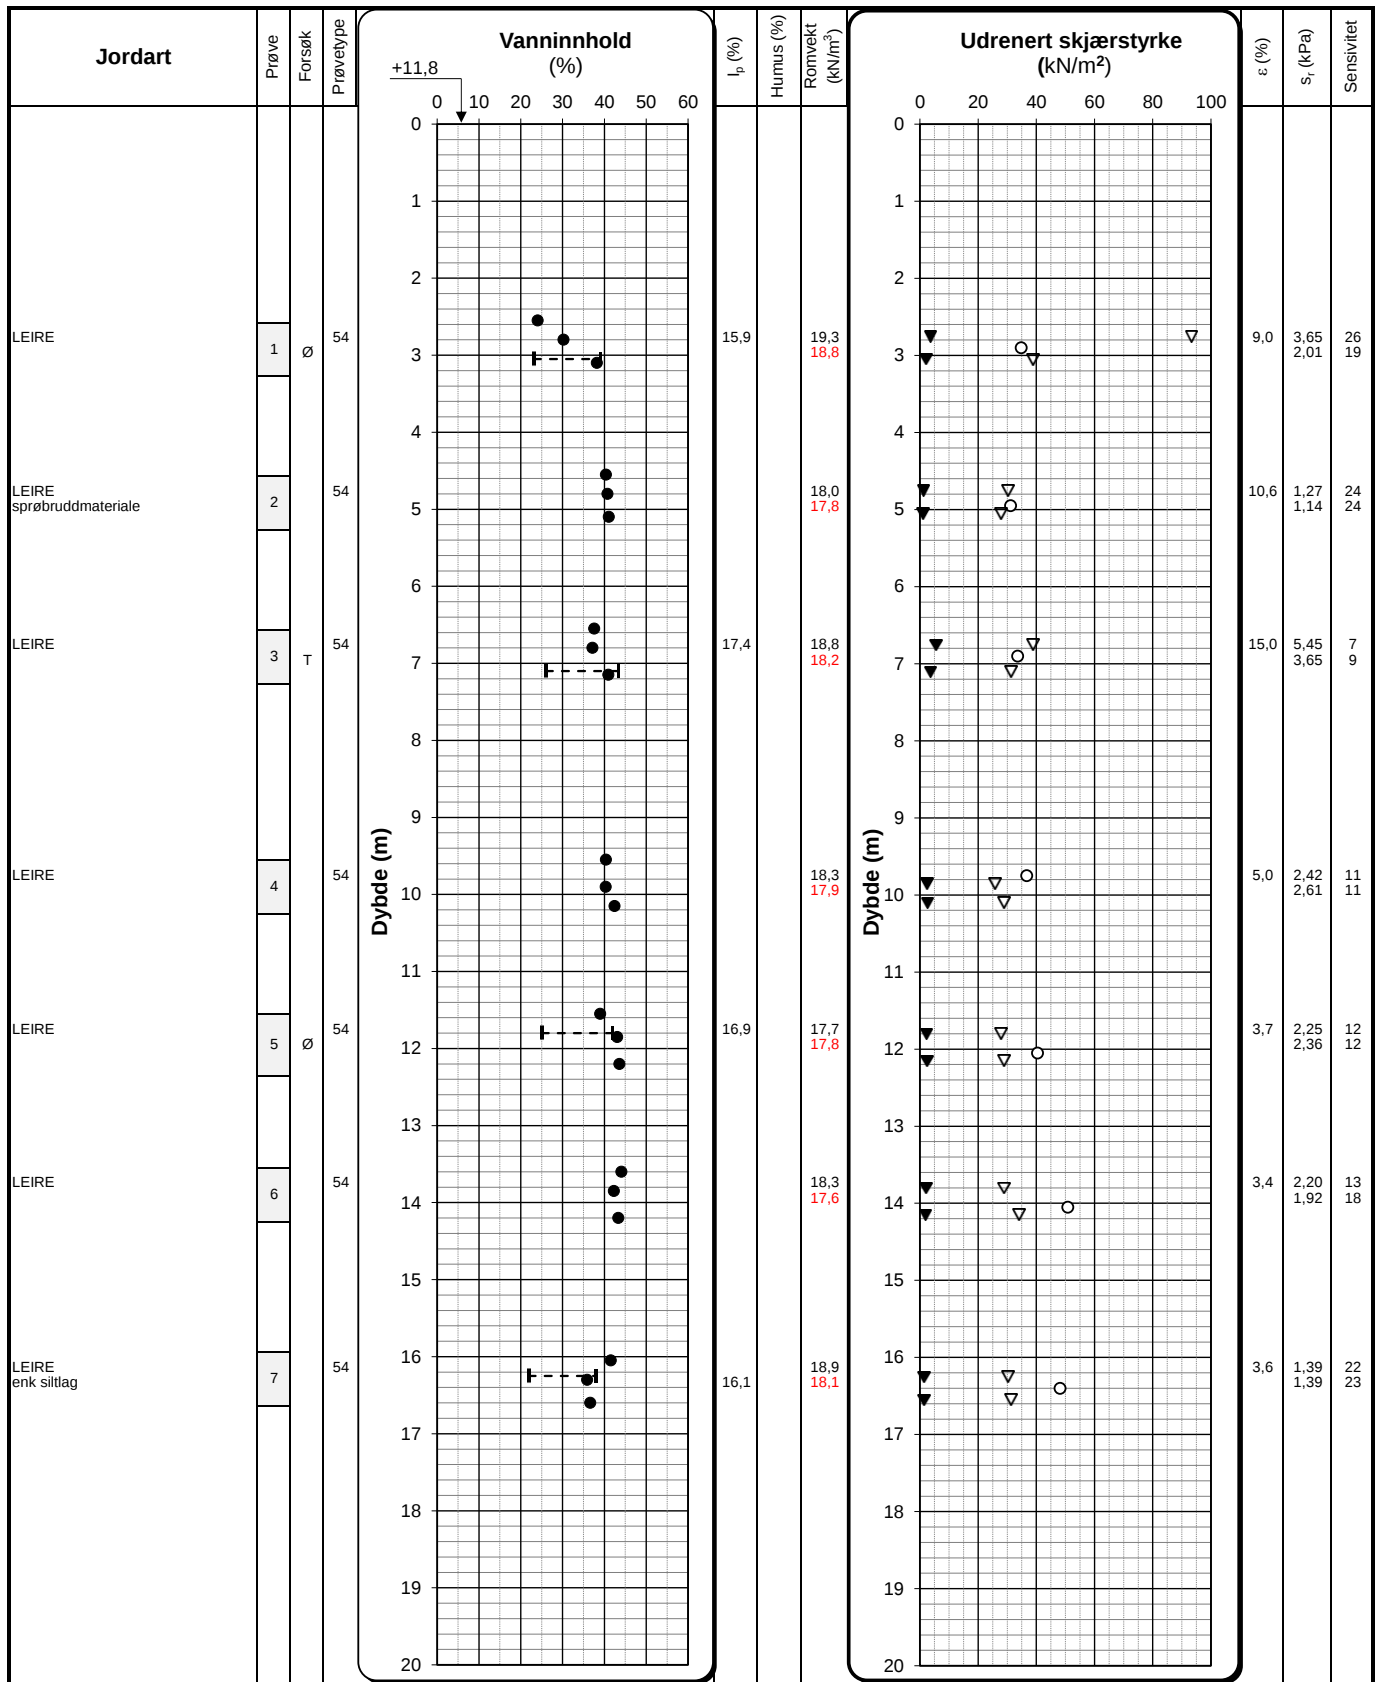 Jordart
Prøve
Forsøk
Prøvetype
Vanninnhold
(%)
+11,8
0 10 20 30 40 50 60
Ip (%)
Humus (%)
Romvekt
(kN/m³)
Udrenert skjærstyrke
(kN/m²)
0 20 40 60 80 100
ε (%)
sr (kPa)
Sensivitet
Dybde (m)
0
1
2
3
4
5
6
7
8
9
10
11
12
13
14
15
16
17
18
19
20
Dybde (m)
0
1
2
3
4
5
6
7
8
9
10
11
12
13
14
15
16
17
18
19
20
LEIRE 54 15,9 19,3 9,0 3,65 26
1 Ø 18,8 2,01 19
LEIRE 54 18,0 10,6 1,27 24
sprøbruddmateriale 2 17,8 1,14 24
LEIRE 54 17,4 18,8 15,0 5,45 7
3 T 18,2 3,65 9
LEIRE 54 18,3 5,0 2,42 11
4 17,9 2,61 11
LEIRE 54 16,9 17,7 3,7 2,25 12
5 Ø 17,8 2,36 12
LEIRE 54 18,3 3,4 2,20 13
6 17,6 1,92 18
LEIRE 54 18,9 3,6 1,39 22
enk siltlag 7 16,1 18,1 1,39 23